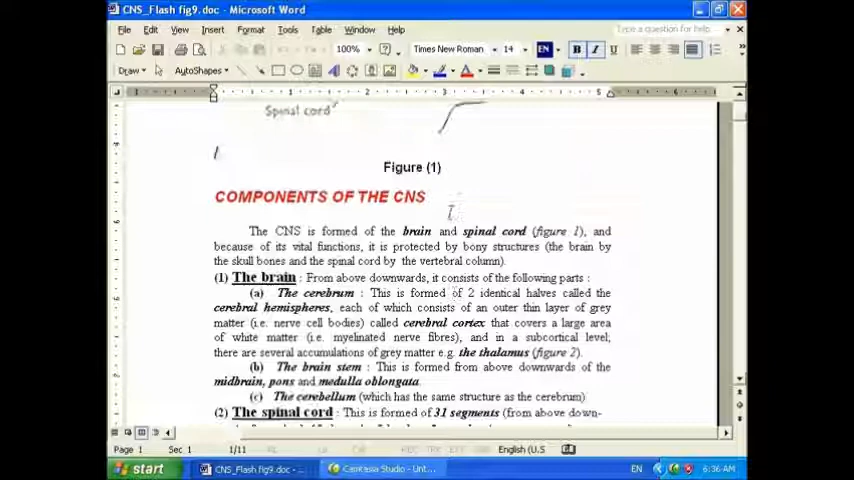 CNS_Flash fig9.doc - Microsoft Word
File Edit View Insert Format Tools Table Window Help
Type a question for help
100% Times New Roman 14 EN B I U
Draw AutoShapes
Spinal cord
Figure (1)
COMPONENTS OF THE CNS
The CNS is formed of the brain and spinal cord (figure 1), and
because of its vital functions, it is protected by bony structures (the brain by
the skull bones and the spinal cord by the vertebral column).
(1) The brain : From above downwards, it consists of the following parts :
(a) The cerebrum : This is formed of 2 identical halves called the
cerebral hemispheres, each of which consists of an outer thin layer of grey
matter (i.e. nerve cell bodies) called cerebral cortex that covers a large area
of white matter (i.e. myelinated nerve fibres), and in a subcortical level;
there are several accumulations of grey matter e.g. the thalamus (figure 2).
(b) The brain stem : This is formed from above downwards of the
midbrain, pons and medulla oblongata.
(c) The cerebellum (which has the same structure as the cerebrum)
(2) The spinal cord : This is formed of 31 segments (from above down-
Page 1 Sec 1 1/11 English (U.S
start CNS_Flash fig9.doc - ... Camtasia Studio - Unt... EN 6:36 AM